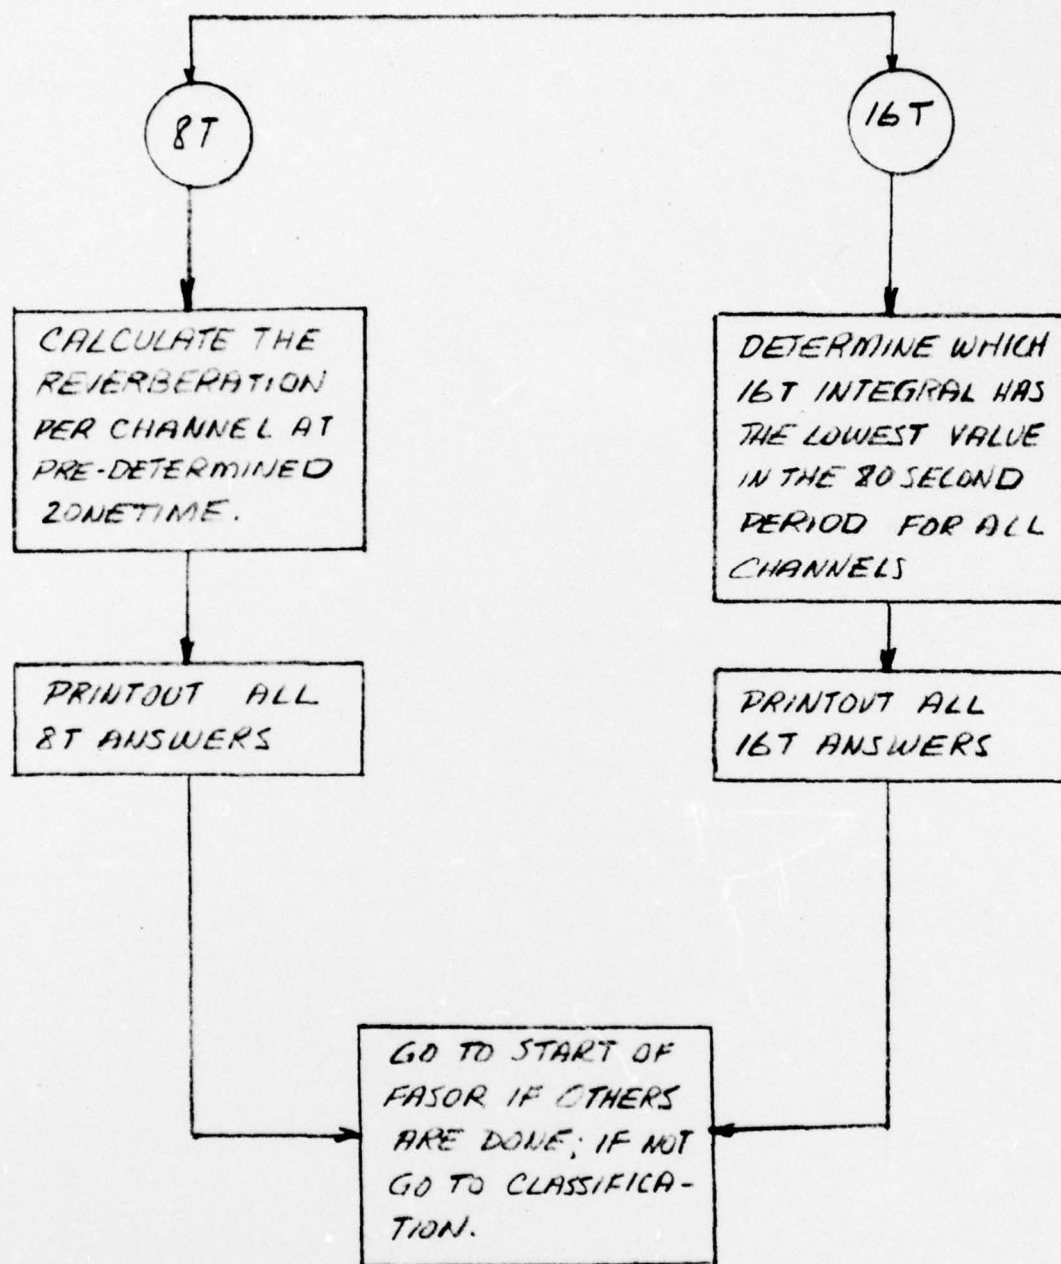 8T
16T
CALCULATE THE
REVERBERATION
PER CHANNEL AT
PRE-DETERMINED
ZONETIME.
DETERMINE WHICH
16T INTEGRAL HAS
THE LOWEST VALUE
IN THE 80 SECOND
PERIOD FOR ALL
CHANNELS
PRINTOUT ALL
8T ANSWERS
PRINTOUT ALL
16T ANSWERS
GO TO START OF
FASOR IF OTHERS
ARE DONE; IF NOT
GO TO CLASSIFICA-
TION.